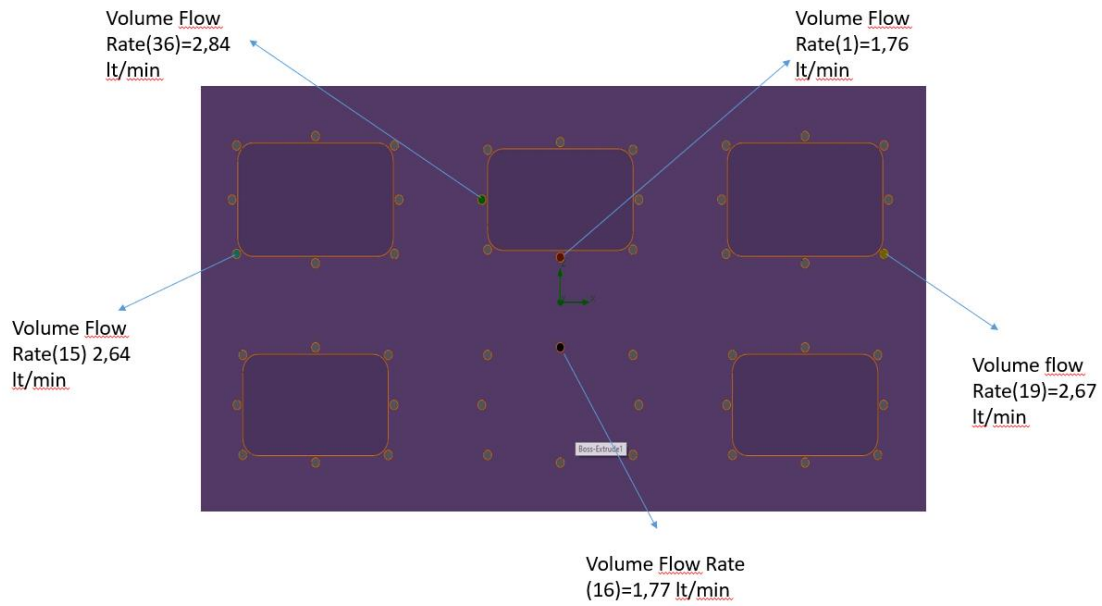 Volume Flow
Rate(36)=2,84
lt/min
Volume Flow
Rate(1)=1,76
lt/min
Volume Flow
Rate(15) 2,64
lt/min
Volume flow
Rate(19)=2,67
lt/min
Boss-Extrude1
Volume Flow Rate
(16)=1,77 lt/min